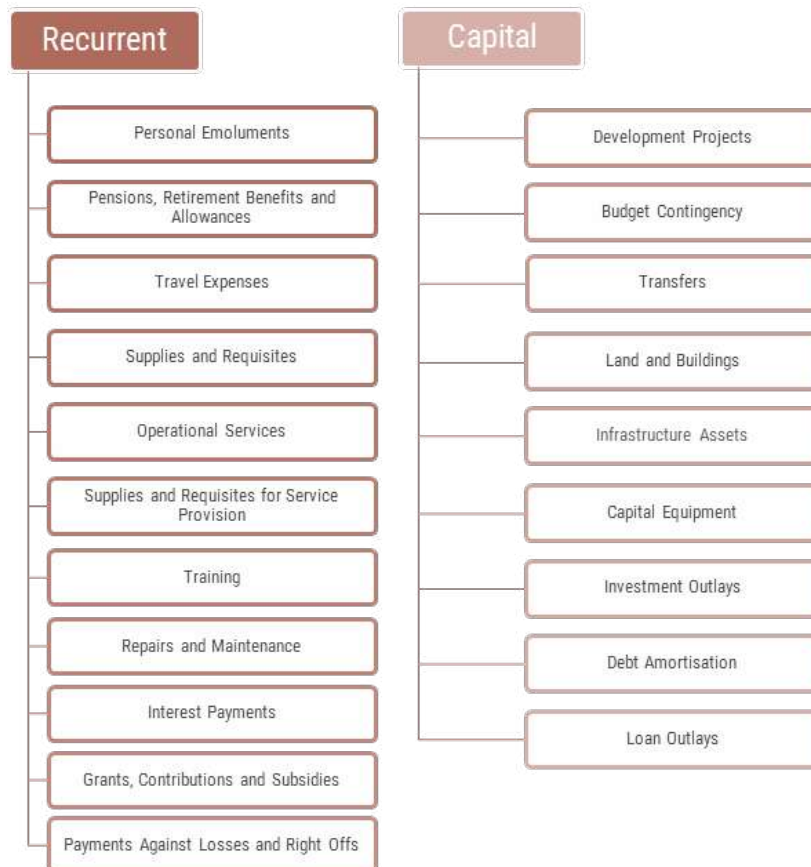 Recurrent
Personal Emoluments
Pensions, Retirement Benefits and
Allowances
Travel Expenses
Supplies and Requisites
Operational Services
Supplies and Requisites for Service
Provision
Training
Repairs and Maintenance
Interest Payments
Grants, Contributions and Subsidies
Payments Against Losses and Right Offs
Capital
Development Projects
Budget Contingency
Transfers
Land and Buildings
Infrastructure Assets
Capital Equipment
Investment Outlays
Debt Amortisation
Loan Outlays